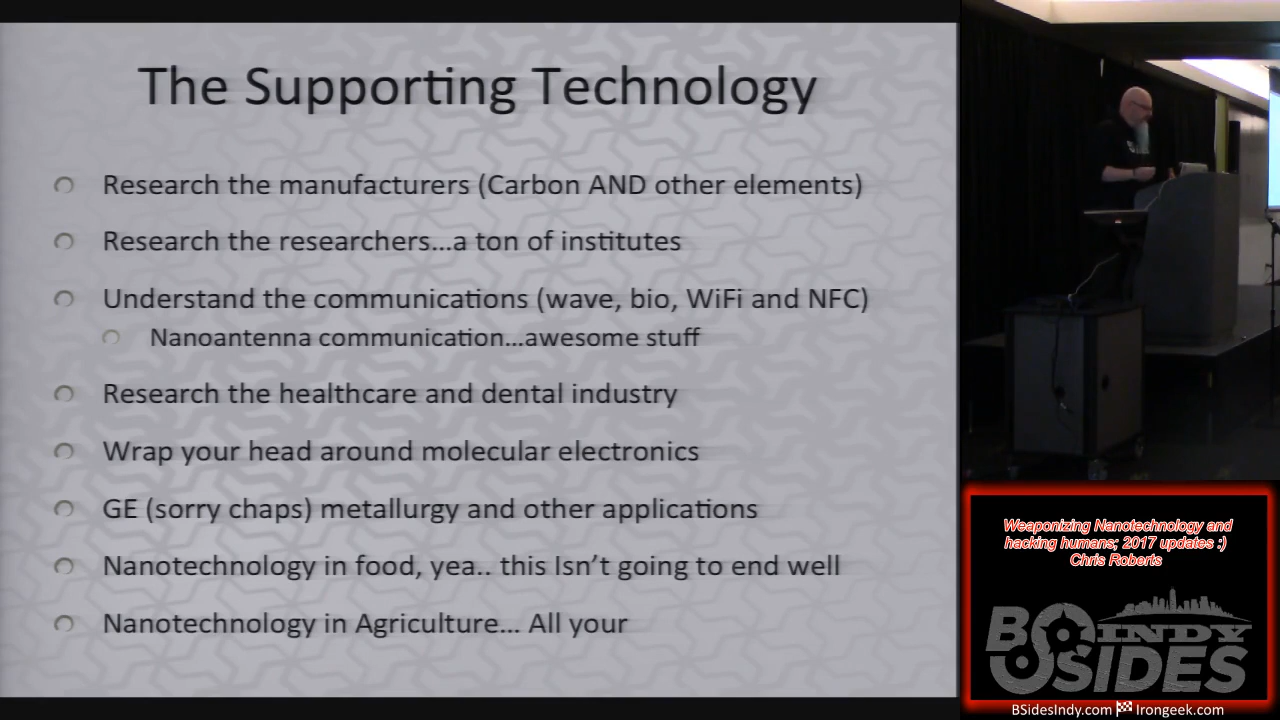 The Supporting Technology
Research the manufacturers (Carbon AND other elements)
Research the researchers...a ton of institutes
Understand the communications (wave, bio, WiFi and NFC)
Nanoantenna communication...awesome stuff
Research the healthcare and dental industry
Wrap your head around molecular electronics
GE (sorry chaps) metallurgy and other applications
Nanotechnology in food, yea.. this Isn't going to end well
Nanotechnology in Agriculture... All your
Weaponizing Nanotechnology and
hacking humans; 2017 updates :)
Chris Roberts
BSIDES
INDY
BSidesIndy.com Irongeek.com